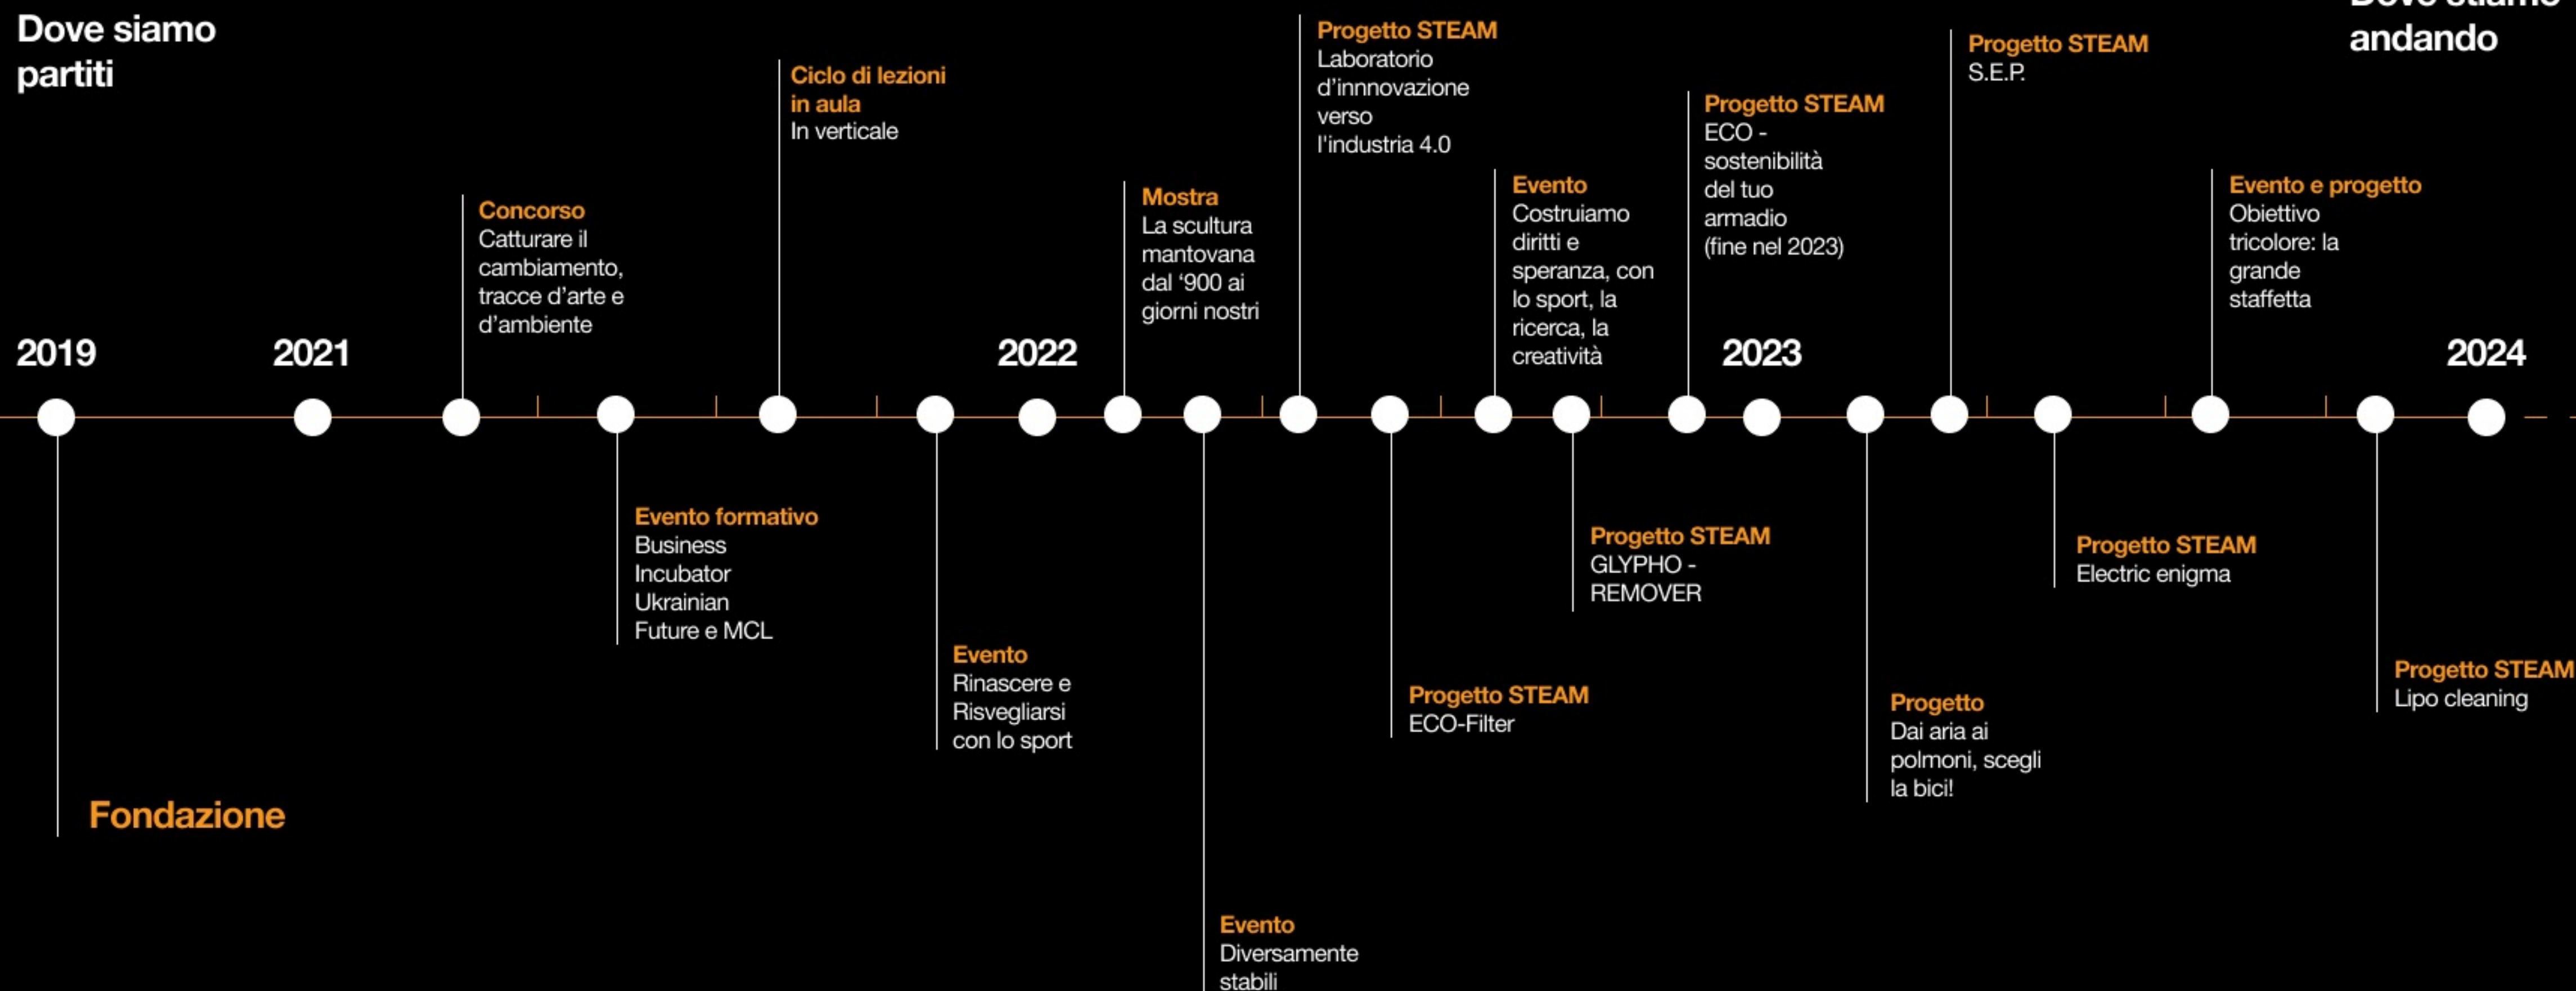 Dove siamo
partiti
Dove stiamo
andando
2019
Fondazione
2021
Concorso
Catturare il
cambiamento,
tracce d’arte e
d’ambiente
Evento formativo
Business
Incubator
Ukrainian
Future e MCL
Ciclo di lezioni
in aula
In verticale
Evento
Rinascere e
Risvegliarsi
con lo sport
2022
Mostra
La scultura
mantovana
dal ‘900 ai
giorni nostri
Evento
Diversamente
stabili
Progetto STEAM
Laboratorio
d’innnovazione
verso
l'industria 4.0
Progetto STEAM
ECO-Filter
Evento
Costruiamo
diritti e
speranza, con
lo sport, la
ricerca, la
creatività
Progetto STEAM
GLYPHO -
REMOVER
Progetto STEAM
ECO -
sostenibilità
del tuo
armadio
(fine nel 2023)
2023
Progetto
Dai aria ai
polmoni, scegli
la bici!
Progetto STEAM
S.E.P.
Progetto STEAM
Electric enigma
Evento e progetto
Obiettivo
tricolore: la
grande
staffetta
Progetto STEAM
Lipo cleaning
2024